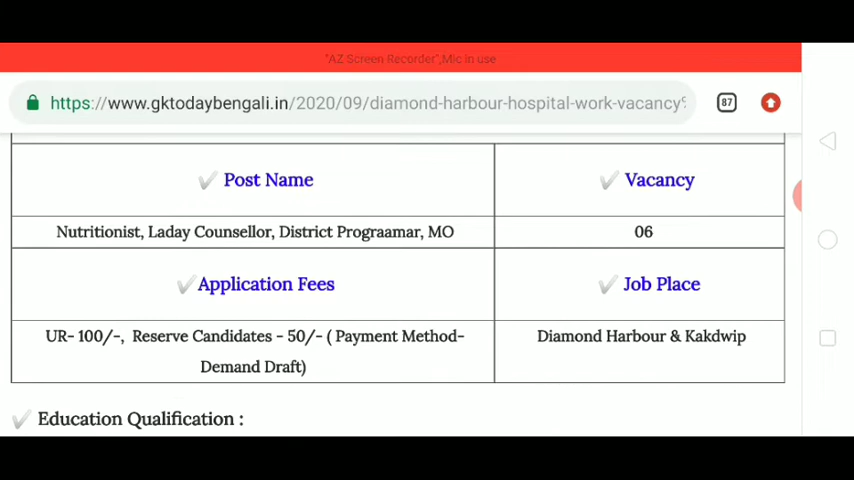 "AZ Screen Recorder",Mic in use
https://www.gktodaybengali.in/2020/09/diamond-harbour-hospital-work-vacancy%
87
Post Name
Vacancy
Nutritionist, Laday Counsellor, District Prograamar, MO
06
Application Fees
Job Place
UR- 100/-, Reserve Candidates - 50/- ( Payment Method-
Demand Draft)
Diamond Harbour & Kakdwip
Education Qualification :